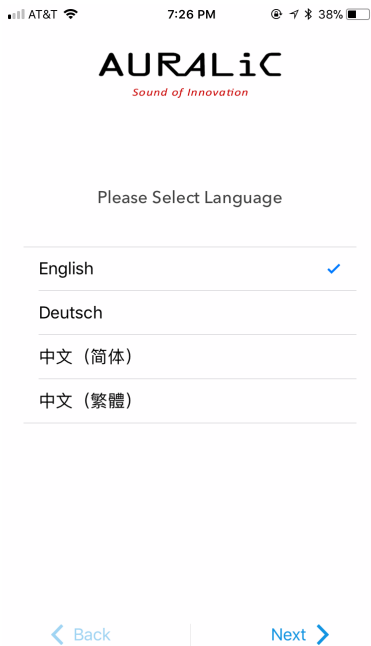 AT&T 7:26 PM 38%
AURALiC
Sound of Innovation
Please Select Language
English
Deutsch
中文（简体）
中文（繁體）
Back Next